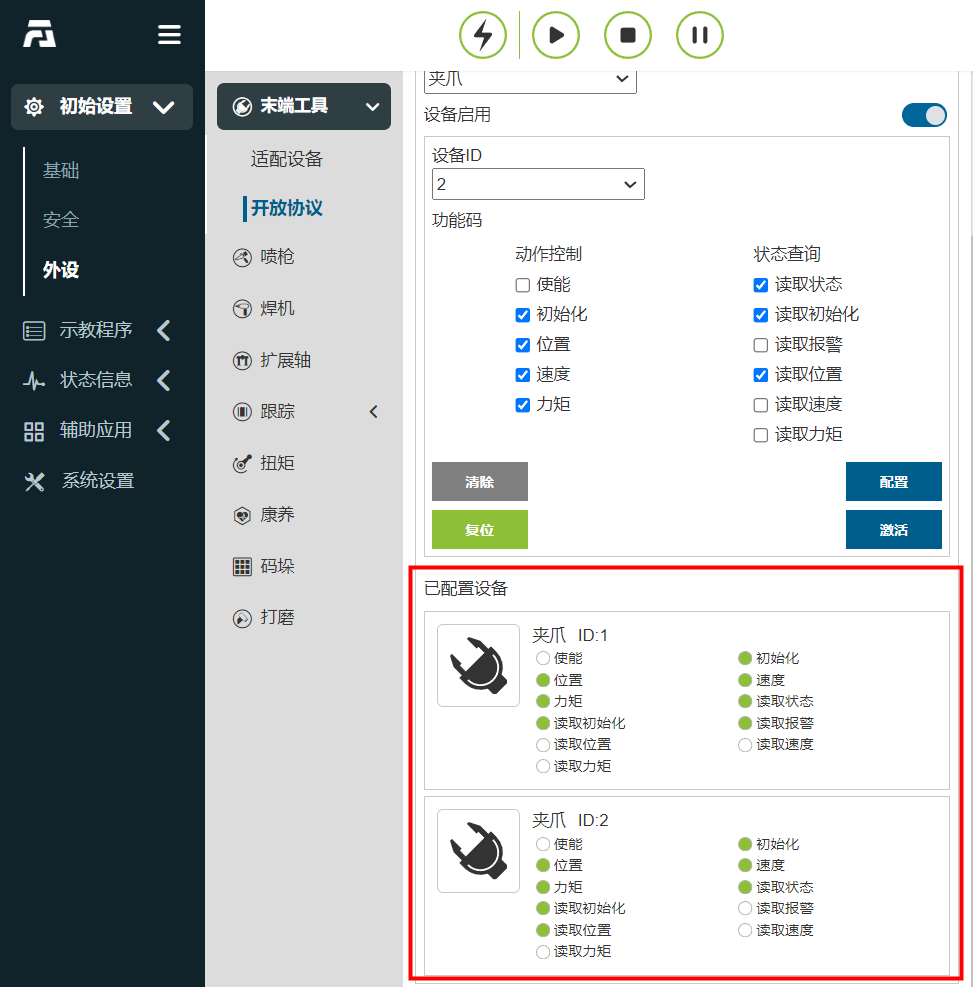 初始设置
基础
安全
外设
示教程序
状态信息
辅助应用
系统设置
末端工具
适配设备
开放协议
喷枪
焊机
扩展轴
跟踪
扭矩
康养
码垛
打磨
夹爪
设备启用
设备ID
2
功能码
动作控制 状态查询
使能 读取状态
初始化 读取初始化
位置 读取报警
速度 读取位置
力矩 读取速度
读取力矩
清除 配置
复位 激活
已配置设备
夹爪 ID:1
使能 初始化
位置 速度
力矩 读取状态
读取初始化 读取报警
读取位置 读取速度
读取力矩
夹爪 ID:2
使能 初始化
位置 速度
力矩 读取状态
读取初始化 读取报警
读取位置 读取速度
读取力矩